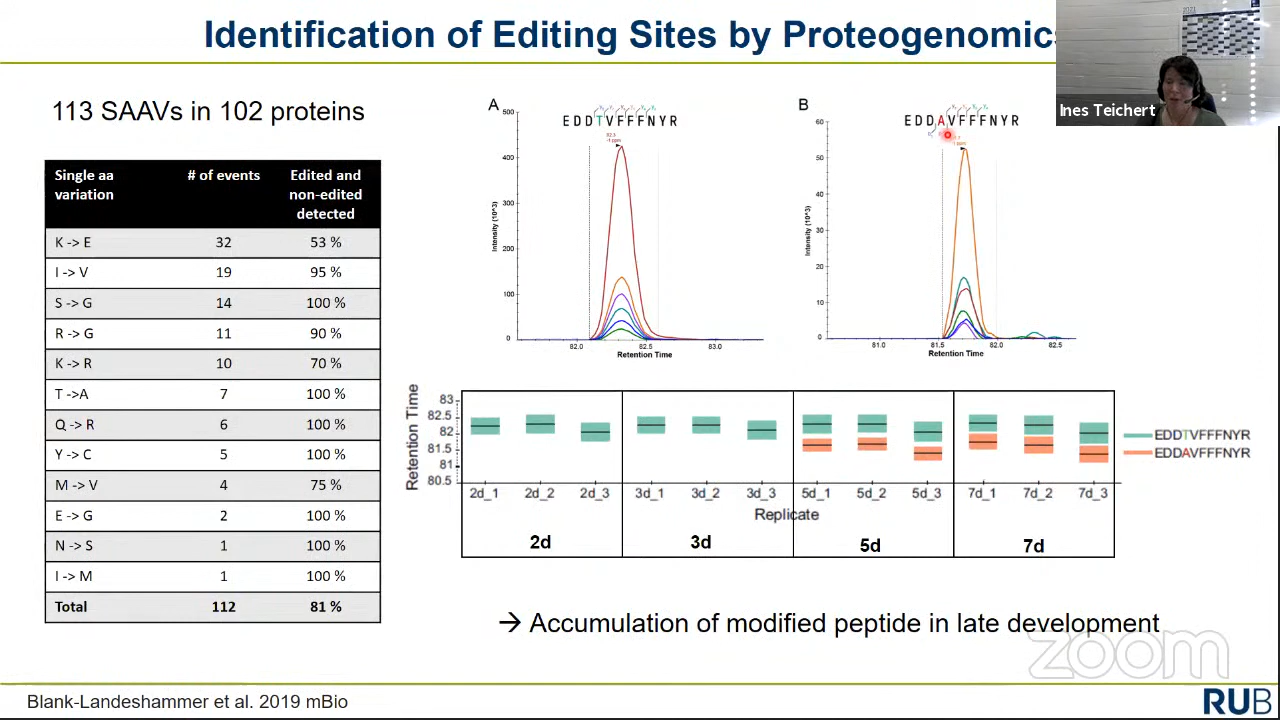 Identification of Editing Sites by Proteogenomics
Ines Teichert
113 SAAVs in 102 proteins
Single aa variation | # of events | Edited and non-edited detected
K -> E 32 53 %
I -> V 19 95 %
S -> G 14 100 %
R -> G 11 90 %
K -> R 10 70 %
T ->A 7 100 %
Q -> R 6 100 %
Y -> C 5 100 %
M -> V 4 75 %
E -> G 2 100 %
N -> S 1 100 %
I -> M 1 100 %
Total 112 81 %
A
EDDTVFFFNYR
82.3
-1 ppm
Intensity (10^3)
500
400
300
200
100
0
82.0 82.5 83.0
Retention Time
B
EDDAVFFFNYR
Intensity (10^3)
60
50
40
30
20
10
0
81.0 81.5 82.0 82.5
Retention Time
Retention Time
83
82.5
82
81.5
81
80.5
2d_1 2d_2 2d_3 3d_1 3d_2 3d_3 5d_1 5d_2 5d_3 7d_1 7d_2 7d_3
Replicate
2d 3d 5d 7d
EDDTVFFFNYR
EDDAVFFFNYR
→ Accumulation of modified peptide in late development
zoom
Blank-Landeshammer et al. 2019 mBio
RUB